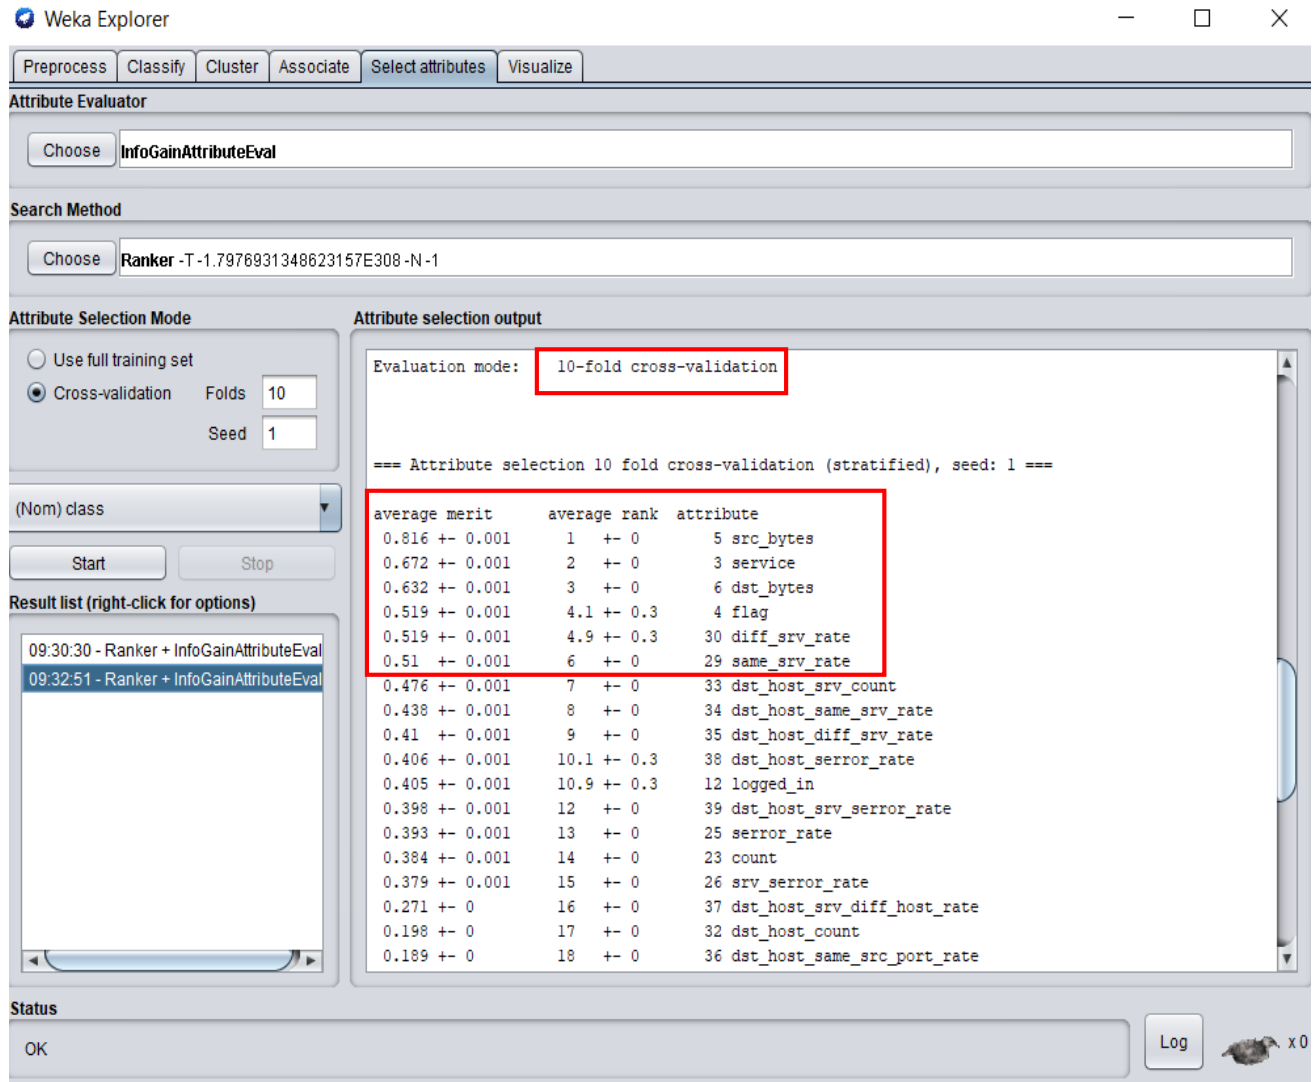 Weka Explorer
Preprocess Classify Cluster Associate Select attributes Visualize
Attribute Evaluator
Choose InfoGainAttributeEval
Search Method
Choose Ranker -T -1.7976931348623157E308 -N -1
Attribute Selection Mode
Use full training set
Cross-validation Folds 10
Seed 1
(Nom) class
Start Stop
Result list (right-click for options)
09:30:30 - Ranker + InfoGainAttributeEval
09:32:51 - Ranker + InfoGainAttributeEval
Attribute selection output
Evaluation mode: 10-fold cross-validation
=== Attribute selection 10 fold cross-validation (stratified), seed: 1 ===
average merit average rank attribute
0.816 +- 0.001 1 +- 0 5 src_bytes
0.672 +- 0.001 2 +- 0 3 service
0.632 +- 0.001 3 +- 0 6 dst_bytes
0.519 +- 0.001 4.1 +- 0.3 4 flag
0.519 +- 0.001 4.9 +- 0.3 30 diff_srv_rate
0.51 +- 0.001 6 +- 0 29 same_srv_rate
0.476 +- 0.001 7 +- 0 33 dst_host_srv_count
0.438 +- 0.001 8 +- 0 34 dst_host_same_srv_rate
0.41 +- 0.001 9 +- 0 35 dst_host_diff_srv_rate
0.406 +- 0.001 10.1 +- 0.3 38 dst_host_serror_rate
0.405 +- 0.001 10.9 +- 0.3 12 logged_in
0.398 +- 0.001 12 +- 0 39 dst_host_srv_serror_rate
0.393 +- 0.001 13 +- 0 25 serror_rate
0.384 +- 0.001 14 +- 0 23 count
0.379 +- 0.001 15 +- 0 26 srv_serror_rate
0.271 +- 0 16 +- 0 37 dst_host_srv_diff_host_rate
0.198 +- 0 17 +- 0 32 dst_host_count
0.189 +- 0 18 +- 0 36 dst_host_same_src_port_rate
Status
OK
Log x 0